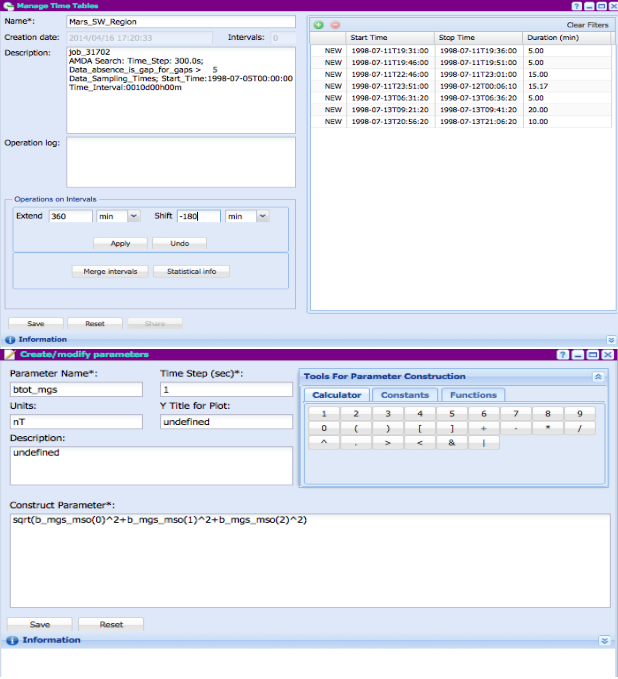 Manage Time Tables
Name*: Mars_SW_Region
Creation date: 2014/04/16 17:20:33 Intervals: 0
Description: job_31702
AMDA Search: Time_Step: 300.0s;
Data_absence_is_gap_for_gaps > 5
Data_Sampling_Times; Start_Time:1998-07-05T00:00:00
Time_Interval:0010d00h00m
Operation log:
Operations on Intervals
Extend 360 min Shift -180 min
Apply Undo
Merge intervals Statistical info
Save Reset Share
Clear Filters
Start Time Stop Time Duration (min)
NEW 1998-07-11T19:31:00 1998-07-11T19:36:00 5.00
NEW 1998-07-11T19:46:00 1998-07-11T19:51:00 5.00
NEW 1998-07-11T22:46:00 1998-07-11T23:01:00 15.00
NEW 1998-07-11T23:51:00 1998-07-12T00:06:10 15.17
NEW 1998-07-13T06:31:20 1998-07-13T06:36:20 5.00
NEW 1998-07-13T09:21:20 1998-07-13T09:41:20 20.00
NEW 1998-07-13T20:56:20 1998-07-13T21:06:20 10.00
Information
Create/modify parameters
Parameter Name*: Time Step (sec)*:
btot_mgs 1
Units: Y Title for Plot:
nT undefined
Description:
undefined
Tools For Parameter Construction
Calculator Constants Functions
1 2 3 4 5 6 7 8 9
0 ( ) [ ] + - * /
^ . > < & |
Construct Parameter*:
sqrt(b_mgs_mso(0)^2+b_mgs_mso(1)^2+b_mgs_mso(2)^2)
Save Reset
Information